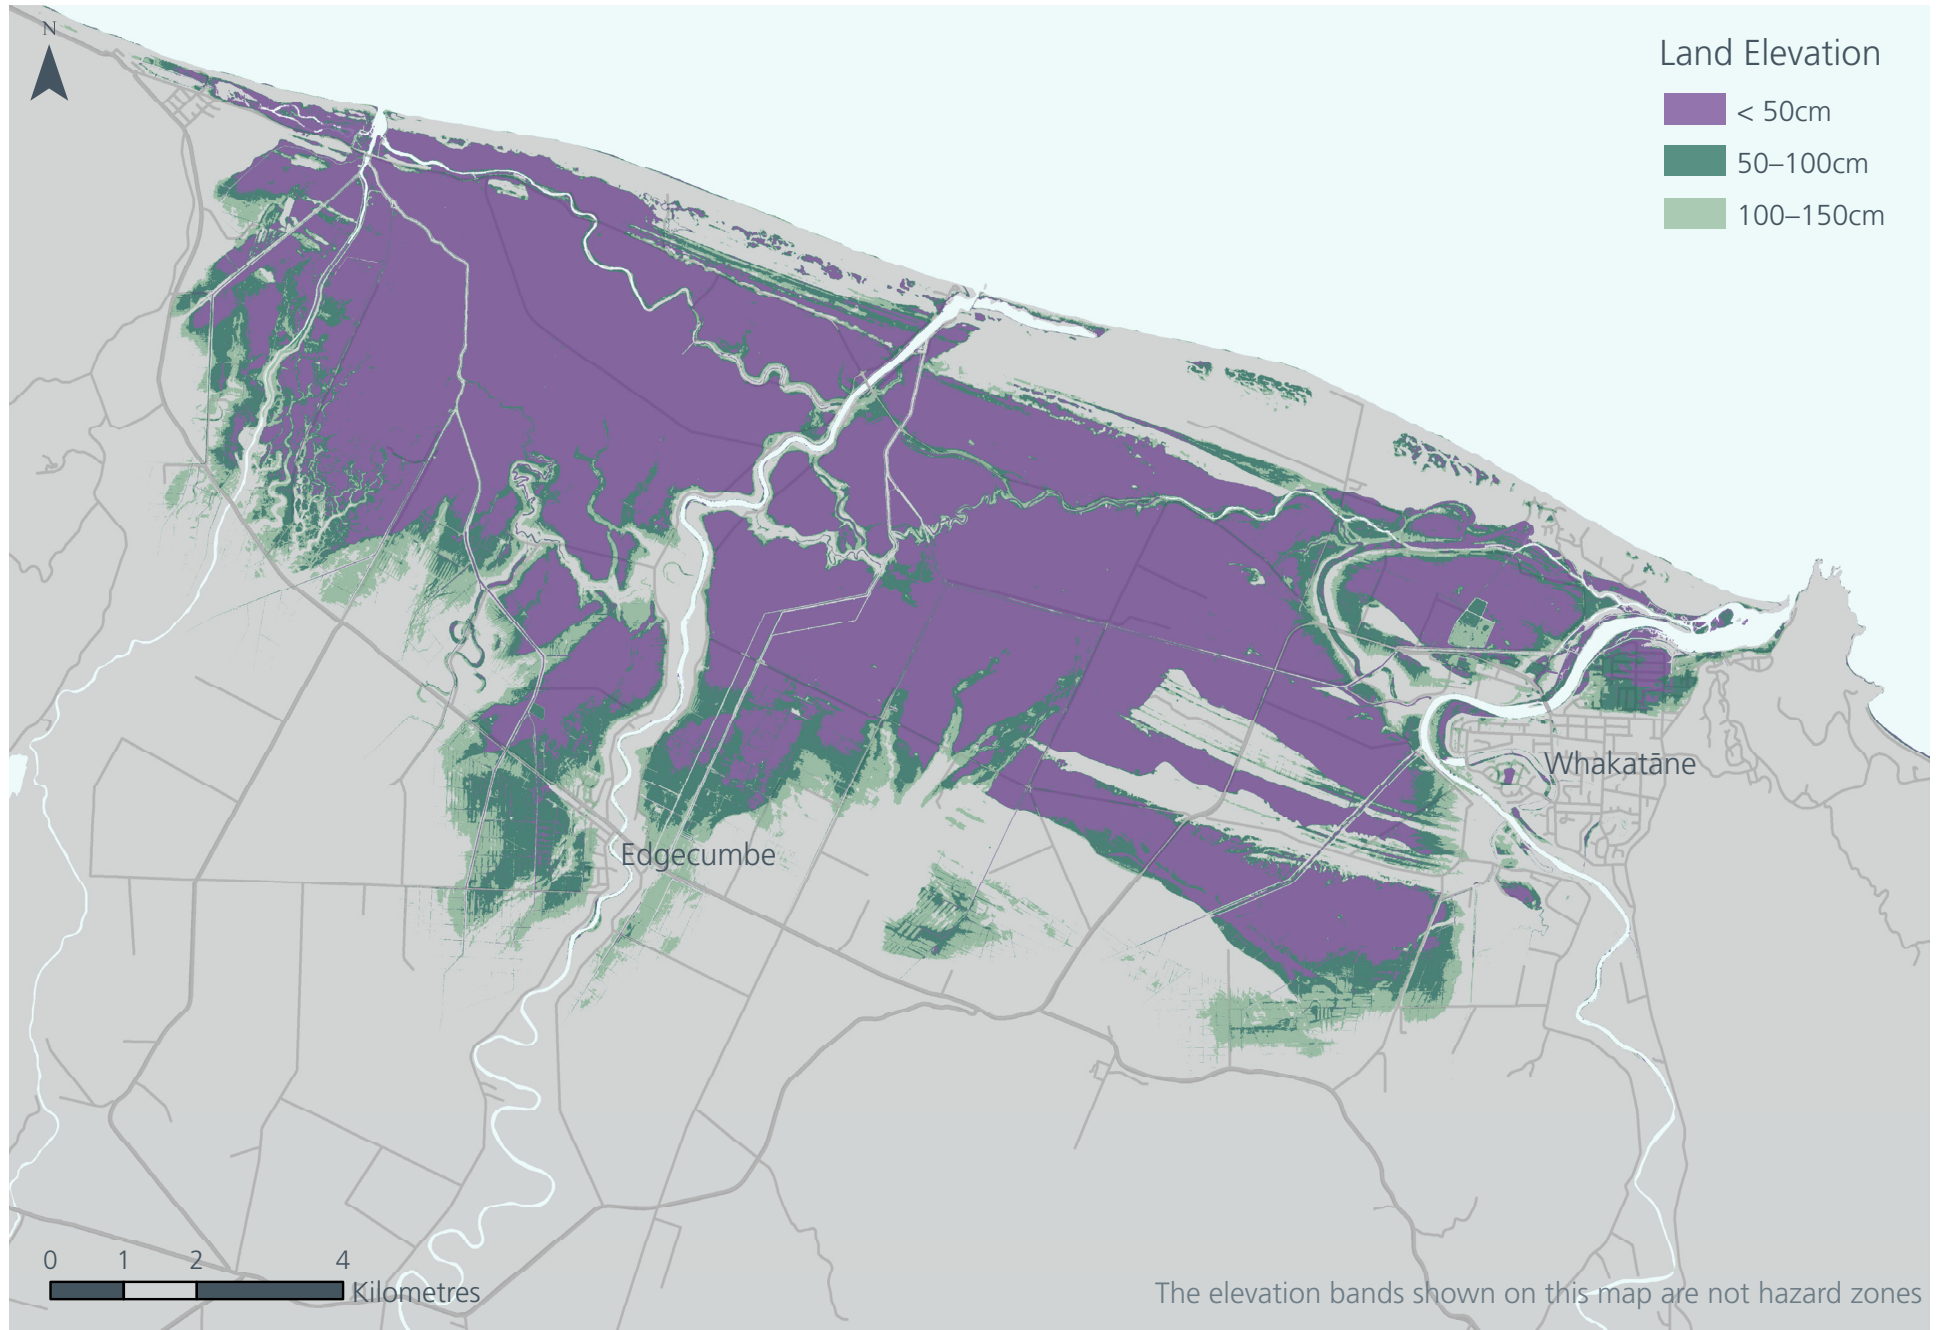 N
Land Elevation
< 50cm
50–100cm
100–150cm
Whakatāne
Edgecumbe
0 1 2 4
Kilometres
The elevation bands shown on this map are not hazard zones